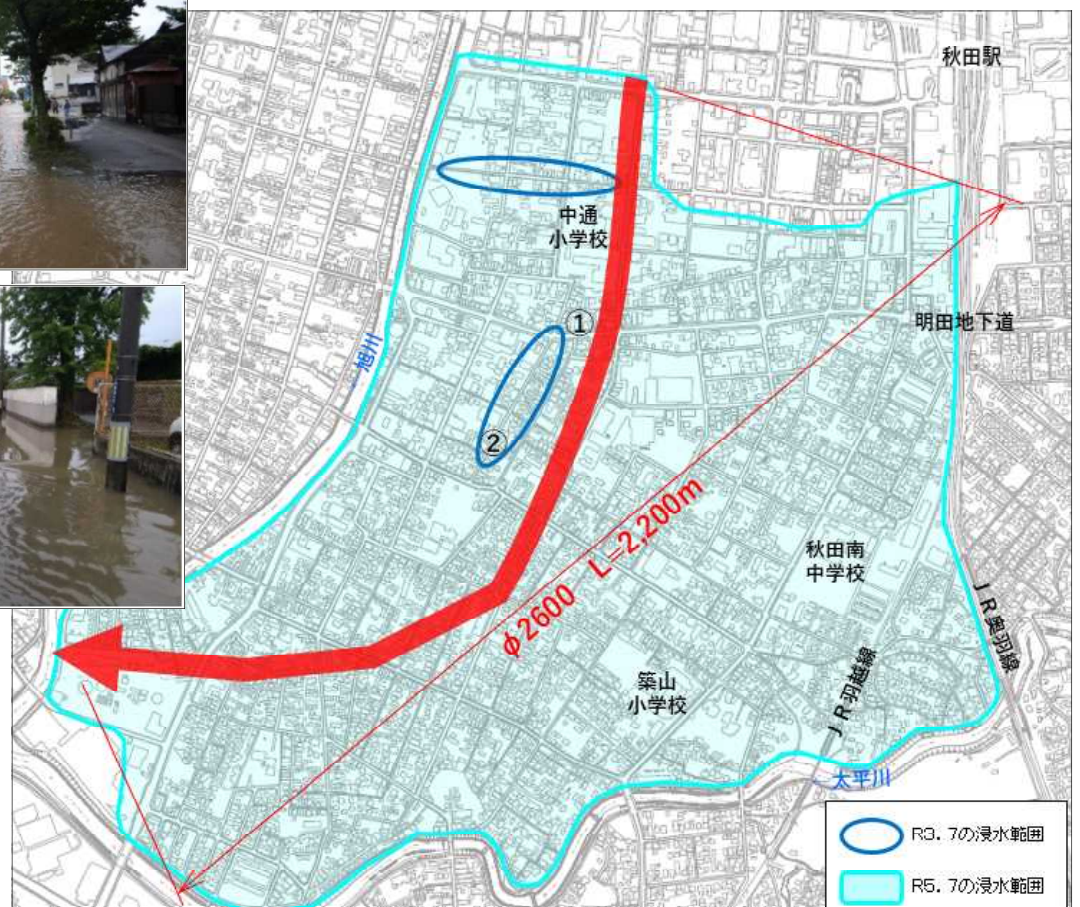 秋田駅
中通
小学校
①
明田地下道
←旭川
②
φ2600 L=2,200m
秋田南
中学校
JR奥羽線
築山
小学校
JR羽越線
←太平川
R3.7の浸水範囲
R5.7の浸水範囲